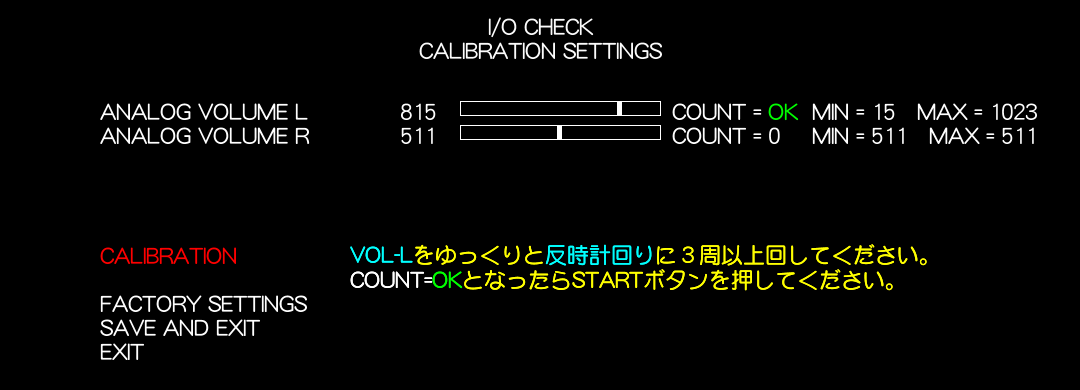 I/O CHECK
CALIBRATION SETTINGS
ANALOG VOLUME L 815 COUNT = OK MIN = 15 MAX = 1023
ANALOG VOLUME R 511 COUNT = 0 MIN = 511 MAX = 511
CALIBRATION VOL-Lをゆっくりと反時計回りに３周以上回してください。
COUNT=OKとなったらSTARTボタンを押してください。
FACTORY SETTINGS
SAVE AND EXIT
EXIT